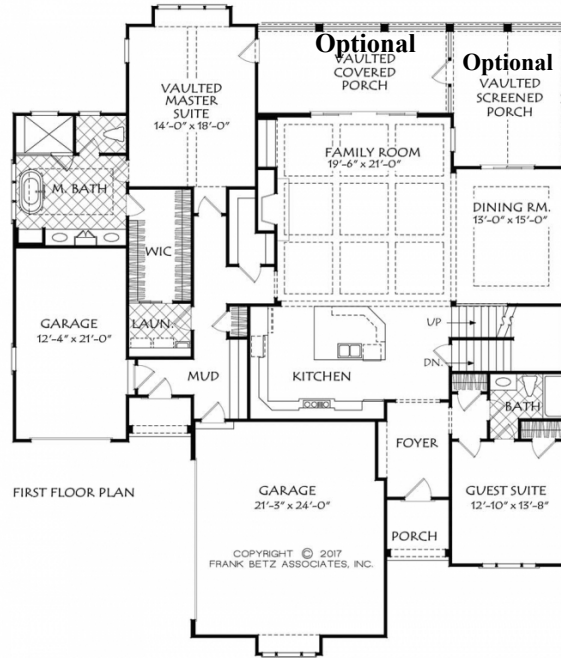 Optional
VAULTED
COVERED
PORCH
Optional
VAULTED
SCREENED
PORCH
VAULTED
MASTER
SUITE
14'-0" x 18'-0"
FAMILY ROOM
19'-6" x 21'-0"
M. BATH
DINING RM.
13'-0" x 15'-0"
WIC
GARAGE
12'-4" x 21'-0"
LAUN.
UP
DN.
MUD
KITCHEN
BATH
FOYER
FIRST FLOOR PLAN
GARAGE
21'-3" x 24'-0"
GUEST SUITE
12'-10" x 13'-8"
PORCH
COPYRIGHT © 2017
FRANK BETZ ASSOCIATES, INC.